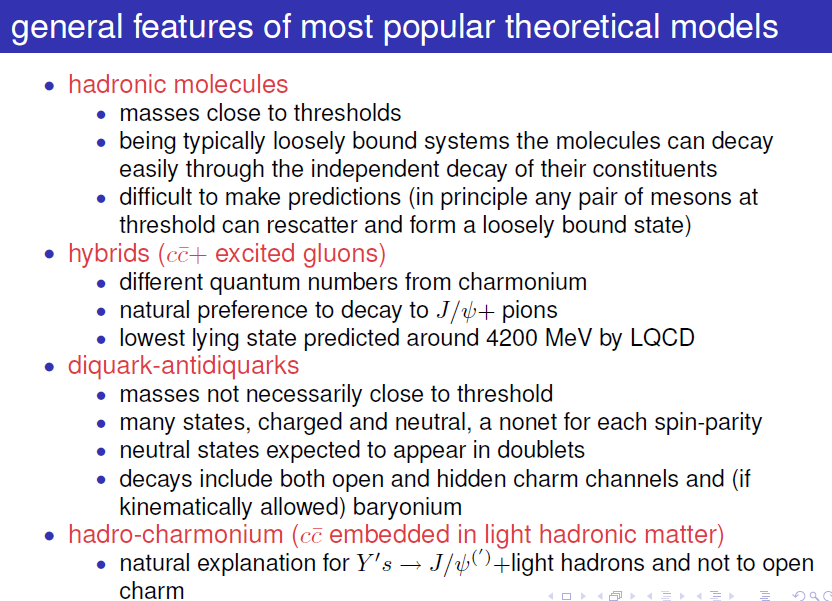 general features of most popular theoretical models
• hadronic molecules
• masses close to thresholds
• being typically loosely bound systems the molecules can decay
easily through the independent decay of their constituents
• difficult to make predictions (in principle any pair of mesons at
threshold can rescatter and form a loosely bound state)
• hybrids (cc̄+ excited gluons)
• different quantum numbers from charmonium
• natural preference to decay to J/ψ+ pions
• lowest lying state predicted around 4200 MeV by LQCD
• diquark-antidiquarks
• masses not necessarily close to threshold
• many states, charged and neutral, a nonet for each spin-parity
• neutral states expected to appear in doublets
• decays include both open and hidden charm channels and (if
kinematically allowed) baryonium
• hadro-charmonium (cc̄ embedded in light hadronic matter)
• natural explanation for Y′s → J/ψ(′)+light hadrons and not to open
charm